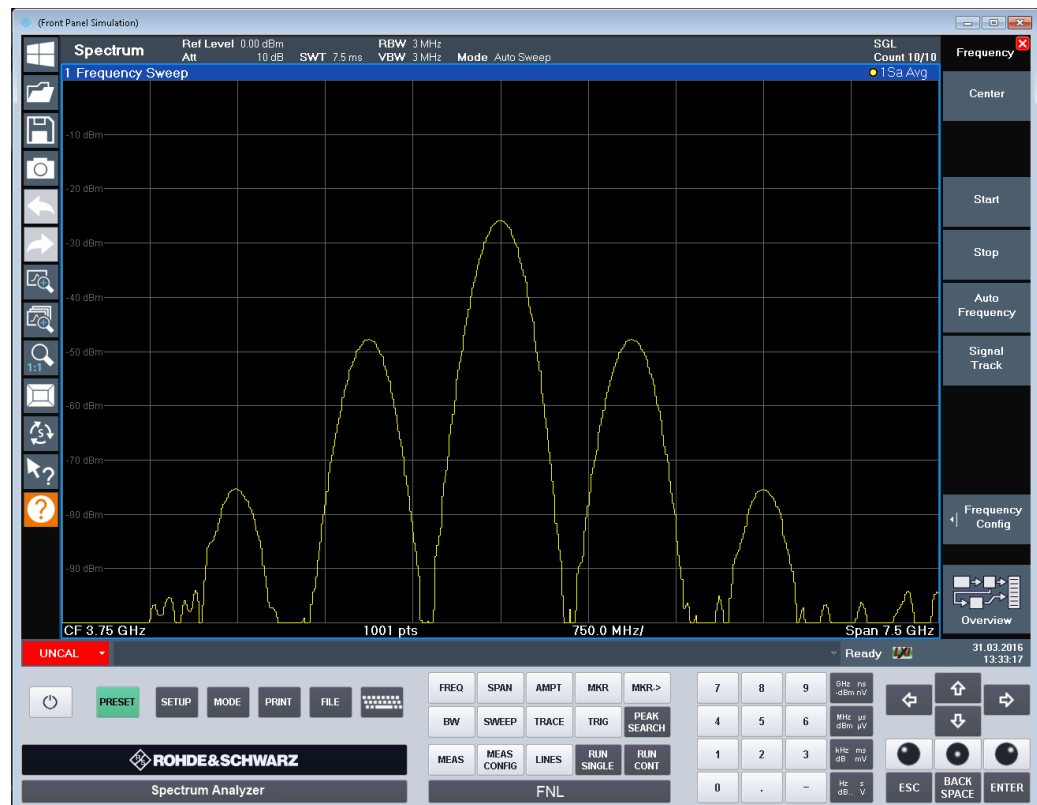 (Front Panel Simulation)
Spectrum
Ref Level 0.00 dBm RBW 3 MHz
Att 10 dB SWT 7.5 ms VBW 3 MHz Mode Auto Sweep
SGL
Count 10/10
Frequency
1 Frequency Sweep
1Sa Avg
-10 dBm
-20 dBm
-30 dBm
-40 dBm
-50 dBm
-60 dBm
-70 dBm
-80 dBm
-90 dBm
CF 3.75 GHz 1001 pts 750.0 MHz/ Span 7.5 GHz
1:1
S
?
?
Center
Start
Stop
Auto
Frequency
Signal
Track
Frequency
Config
Overview
UNCAL
Ready LXI
31.03.2016
13:33:17
PRESET SETUP MODE PRINT FILE
FREQ SPAN AMPT MKR MKR->
BW SWEEP TRACE TRIG PEAK SEARCH
MEAS MEAS CONFIG LINES RUN SINGLE RUN CONT
7 8 9 GHz ns
-dBm nV
4 5 6 MHz µs
dBm µV
1 2 3 kHz ms
dB mV
0 . - Hz s
dB.. V
ESC BACK SPACE ENTER
ROHDE&SCHWARZ
Spectrum Analyzer
FNL